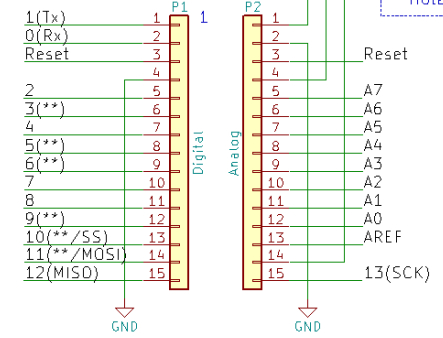 P1
1
P2
HOLE
1(Tx) 1
0(Rx) 2
Reset 3
4
2 5
3(**) 6
4 7
5(**) 8
6(**) 9
7 10
8 11
9(**) 12
10(**/SS) 13
11(**/MOSI) 14
12(MISO) 15
Digital
GND
Analog
1
2
3 Reset
4
5 A7
6 A6
7 A5
8 A4
9 A3
10 A2
11 A1
12 A0
13 AREF
14
15 13(SCK)
GND